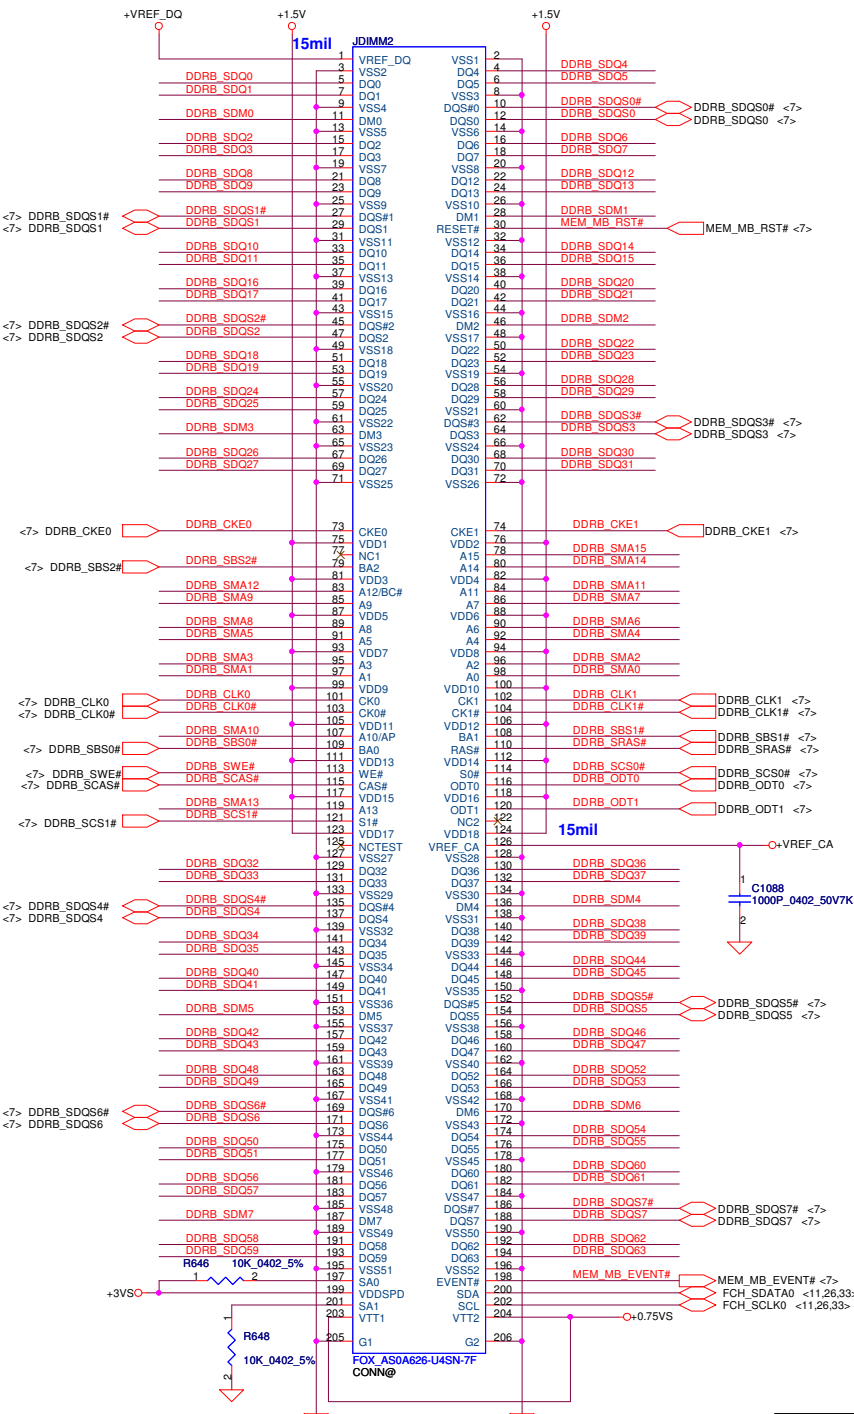 +VREF_DQ +1.5V +1.5V
15mil JDIMM2
1 VREF_DQ VSS1 2
3 VSS2 DQ4 4 DDRB_SDQ4
DDRB_SDQ0 5 DQ0 DQ5 6 DDRB_SDQ5
DDRB_SDQ1 7 DQ1 VSS3 8
9 VSS4 DQS#0 10 DDRB_SDQS0# DDRB_SDQS0# <7>
DDRB_SDM0 11 DM0 DQS0 12 DDRB_SDQS0 DDRB_SDQS0 <7>
13 VSS5 VSS6 14
DDRB_SDQ2 15 DQ2 DQ6 16 DDRB_SDQ6
DDRB_SDQ3 17 DQ3 DQ7 18 DDRB_SDQ7
19 VSS7 VSS8 20
DDRB_SDQ8 21 DQ8 DQ12 22 DDRB_SDQ12
DDRB_SDQ9 23 DQ9 DQ13 24 DDRB_SDQ13
25 VSS9 VSS10 26
<7> DDRB_SDQS1# DDRB_SDQS1# 27 DQS#1 DM1 28 DDRB_SDM1
<7> DDRB_SDQS1 DDRB_SDQS1 29 DQS1 RESET# 30 MEM_MB_RST# MEM_MB_RST# <7>
31 VSS11 VSS12 32
DDRB_SDQ10 33 DQ10 DQ14 34 DDRB_SDQ14
DDRB_SDQ11 35 DQ11 DQ15 36 DDRB_SDQ15
37 VSS13 VSS14 38
DDRB_SDQ16 39 DQ16 DQ20 40 DDRB_SDQ20
DDRB_SDQ17 41 DQ17 DQ21 42 DDRB_SDQ21
43 VSS15 VSS16 44
<7> DDRB_SDQS2# DDRB_SDQS2# 45 DQS#2 DM2 46 DDRB_SDM2
<7> DDRB_SDQS2 DDRB_SDQS2 47 DQS2 VSS17 48
49 VSS18 DQ22 50 DDRB_SDQ22
DDRB_SDQ18 51 DQ18 DQ23 52 DDRB_SDQ23
DDRB_SDQ19 53 DQ19 VSS19 54
55 VSS20 DQ28 56 DDRB_SDQ28
DDRB_SDQ24 57 DQ24 DQ29 58 DDRB_SDQ29
DDRB_SDQ25 59 DQ25 VSS21 60
61 VSS22 DQS#3 62 DDRB_SDQS3# DDRB_SDQS3# <7>
DDRB_SDM3 63 DM3 DQS3 64 DDRB_SDQS3 DDRB_SDQS3 <7>
65 VSS23 VSS24 66
DDRB_SDQ26 67 DQ26 DQ30 68 DDRB_SDQ30
DDRB_SDQ27 69 DQ27 DQ31 70 DDRB_SDQ31
71 VSS25 VSS26 72
<7> DDRB_CKE0 DDRB_CKE0 73 CKE0 CKE1 74 DDRB_CKE1 DDRB_CKE1 <7>
75 VDD1 VDD2 76
77 NC1 A15 78 DDRB_SMA15
<7> DDRB_SBS2# DDRB_SBS2# 79 BA2 A14 80 DDRB_SMA14
81 VDD3 VDD4 82
DDRB_SMA12 83 A12/BC# A11 84 DDRB_SMA11
DDRB_SMA9 85 A9 A7 86 DDRB_SMA7
87 VDD5 VDD6 88
DDRB_SMA8 89 A8 A6 90 DDRB_SMA6
DDRB_SMA5 91 A5 A4 92 DDRB_SMA4
93 VDD7 VDD8 94
DDRB_SMA3 95 A3 A2 96 DDRB_SMA2
DDRB_SMA1 97 A1 A0 98 DDRB_SMA0
99 VDD9 VDD10 100
<7> DDRB_CLK0 DDRB_CLK0 101 CK0 CK1 102 DDRB_CLK1 DDRB_CLK1 <7>
<7> DDRB_CLK0# DDRB_CLK0# 103 CK0# CK1# 104 DDRB_CLK1# DDRB_CLK1# <7>
105 VDD11 VDD12 106
DDRB_SMA10 107 A10/AP BA1 108 DDRB_SBS1# DDRB_SBS1# <7>
<7> DDRB_SBS0# DDRB_SBS0# 109 BA0 RAS# 110 DDRB_SRAS# DDRB_SRAS# <7>
111 VDD13 VDD14 112
<7> DDRB_SWE# DDRB_SWE# 113 WE# S0# 114 DDRB_SCS0# DDRB_SCS0# <7>
<7> DDRB_SCAS# DDRB_SCAS# 115 CAS# ODT0 116 DDRB_ODT0 DDRB_ODT0 <7>
117 VDD15 VDD16 118
DDRB_SMA13 119 A13 ODT1 120 DDRB_ODT1 DDRB_ODT1 <7>
<7> DDRB_SCS1# DDRB_SCS1# 121 S1# NC2 122
123 VDD17 VDD18 124 15mil
125 NCTEST VREF_CA 126 +VREF_CA
127 VSS27 VSS28 128
DDRB_SDQ32 129 DQ32 DQ36 130 DDRB_SDQ36
DDRB_SDQ33 131 DQ33 DQ37 132 DDRB_SDQ37 1
133 VSS29 VSS30 134 C1088
<7> DDRB_SDQS4# DDRB_SDQS4# 135 DQS#4 DM4 136 DDRB_SDM4 1000P_0402_50V7K
<7> DDRB_SDQS4 DDRB_SDQS4 137 DQS4 VSS31 138 2
139 VSS32 DQ38 140 DDRB_SDQ38
DDRB_SDQ34 141 DQ34 DQ39 142 DDRB_SDQ39
DDRB_SDQ35 143 DQ35 VSS33 144
145 VSS34 DQ44 146 DDRB_SDQ44
DDRB_SDQ40 147 DQ40 DQ45 148 DDRB_SDQ45
DDRB_SDQ41 149 DQ41 VSS35 150
151 VSS36 DQS#5 152 DDRB_SDQS5# DDRB_SDQS5# <7>
DDRB_SDM5 153 DM5 DQS5 154 DDRB_SDQS5 DDRB_SDQS5 <7>
155 VSS37 VSS38 156
DDRB_SDQ42 157 DQ42 DQ46 158 DDRB_SDQ46
DDRB_SDQ43 159 DQ43 DQ47 160 DDRB_SDQ47
161 VSS39 VSS40 162
DDRB_SDQ48 163 DQ48 DQ52 164 DDRB_SDQ52
DDRB_SDQ49 165 DQ49 DQ53 166 DDRB_SDQ53
167 VSS41 VSS42 168
<7> DDRB_SDQS6# DDRB_SDQS6# 169 DQS#6 DM6 170 DDRB_SDM6
<7> DDRB_SDQS6 DDRB_SDQS6 171 DQS6 VSS43 172
173 VSS44 DQ54 174 DDRB_SDQ54
DDRB_SDQ50 175 DQ50 DQ55 176 DDRB_SDQ55
DDRB_SDQ51 177 DQ51 VSS45 178
179 VSS46 DQ60 180 DDRB_SDQ60
DDRB_SDQ56 181 DQ56 DQ61 182 DDRB_SDQ61
DDRB_SDQ57 183 DQ57 VSS47 184
185 VSS48 DQS#7 186 DDRB_SDQS7# DDRB_SDQS7# <7>
DDRB_SDM7 187 DM7 DQS7 188 DDRB_SDQS7 DDRB_SDQS7 <7>
189 VSS49 VSS50 190
DDRB_SDQ58 191 DQ58 DQ62 192 DDRB_SDQ62
DDRB_SDQ59 193 DQ59 DQ63 194 DDRB_SDQ63
R646 10K_0402_5% 195 VSS51 VSS52 196
1 2 197 SA0 EVENT# 198 MEM_MB_EVENT# MEM_MB_EVENT# <7>
+3VS 199 VDDSPD SDA 200 FCH_SDATA0 <11,26,33>
201 SA1 SCL 202 FCH_SCLK0 <11,26,33>
1 203 VTT1 VTT2 204 +0.75VS
R648
205 G1 G2 206
10K_0402_5% FOX_AS0A626-U4SN-7F
2 CONN@